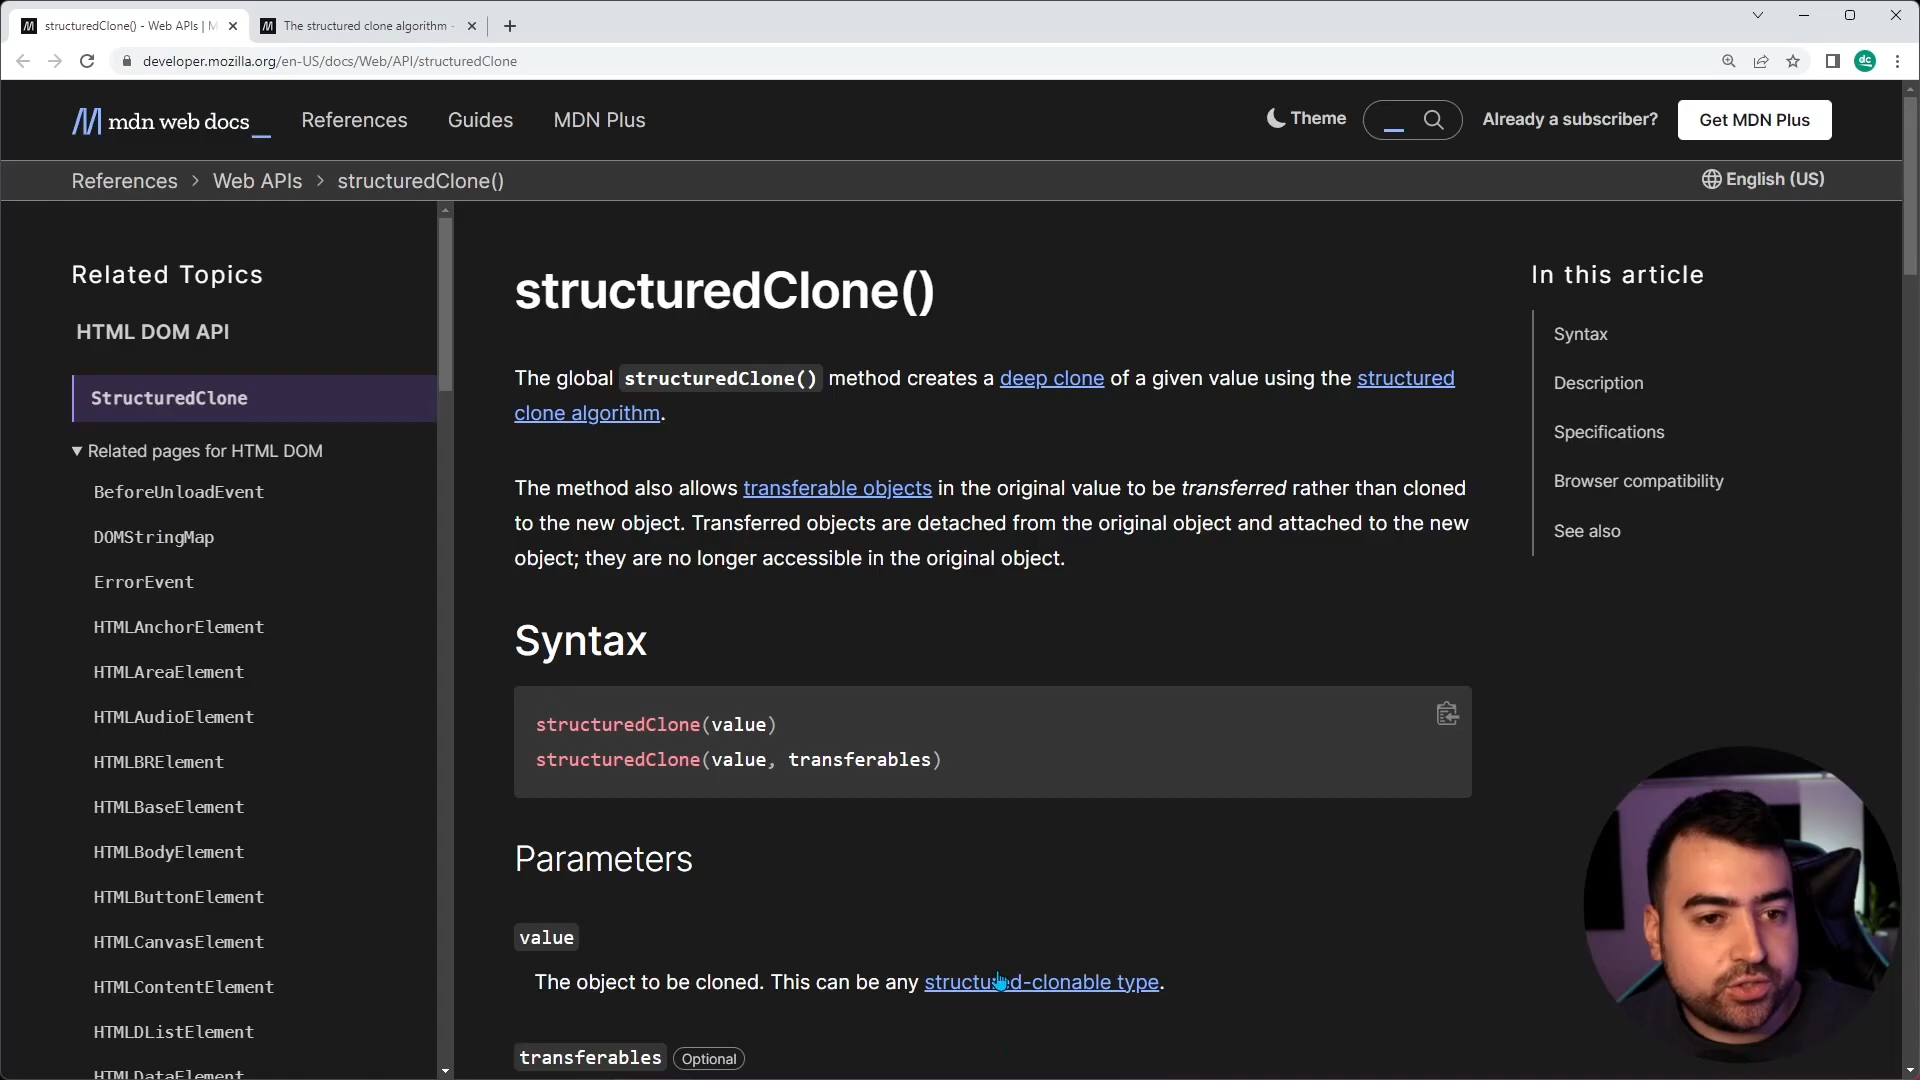 structuredClone() - Web APIs | M
The structured clone algorithm -
developer.mozilla.org/en-US/docs/Web/API/structuredClone
dc
mdn web docs_
References
Guides
MDN Plus
Theme
Already a subscriber?
Get MDN Plus
References > Web APIs > structuredClone()
English (US)
Related Topics
HTML DOM API
StructuredClone
Related pages for HTML DOM
BeforeUnloadEvent
DOMStringMap
ErrorEvent
HTMLAnchorElement
HTMLAreaElement
HTMLAudioElement
HTMLBRElement
HTMLBaseElement
HTMLBodyElement
HTMLButtonElement
HTMLCanvasElement
HTMLContentElement
HTMLDListElement
HTMLDataElement
structuredClone()
The global structuredClone() method creates a deep clone of a given value using the structured
clone algorithm.
The method also allows transferable objects in the original value to be transferred rather than cloned
to the new object. Transferred objects are detached from the original object and attached to the new
object; they are no longer accessible in the original object.
Syntax
structuredClone(value)
structuredClone(value, transferables)
Parameters
value
The object to be cloned. This can be any structured-clonable type.
transferables Optional
In this article
Syntax
Description
Specifications
Browser compatibility
See also